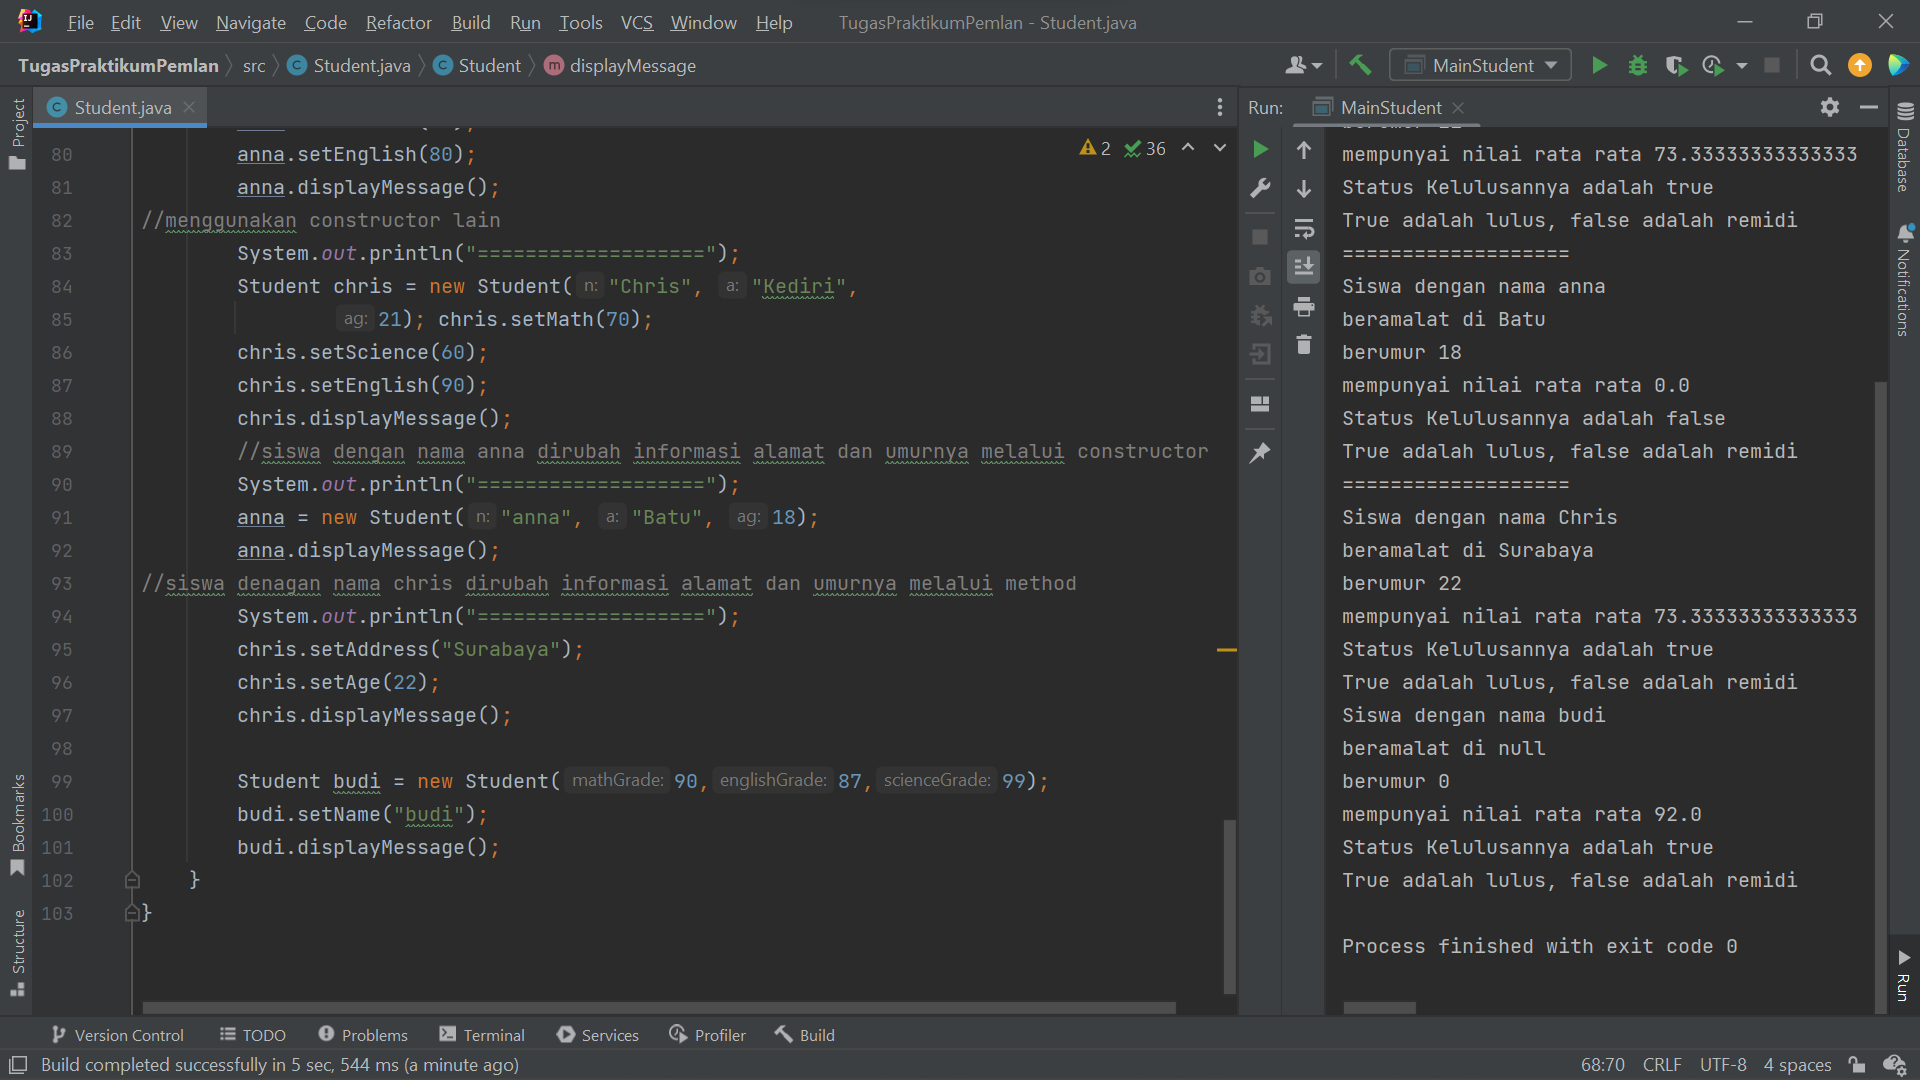 File Edit View Navigate Code Refactor Build Run Tools VCS Window Help TugasPraktikumPemlan - Student.java
TugasPraktikumPemlan src Student.java Student displayMessage MainStudent
Project
Student.java
2 36
80 anna.setEnglish(80);
81 anna.displayMessage();
82 //menggunakan constructor lain
83 System.out.println("===================");
84 Student chris = new Student( n: "Chris", a: "Kediri",
85 ag: 21); chris.setMath(70);
86 chris.setScience(60);
87 chris.setEnglish(90);
88 chris.displayMessage();
89 //siswa dengan nama anna dirubah informasi alamat dan umurnya melalui constructor
90 System.out.println("===================");
91 anna = new Student( n: "anna", a: "Batu", ag: 18);
92 anna.displayMessage();
93 //siswa denagan nama chris dirubah informasi alamat dan umurnya melalui method
94 System.out.println("===================");
95 chris.setAddress("Surabaya");
96 chris.setAge(22);
97 chris.displayMessage();
98
99 Student budi = new Student( mathGrade: 90, englishGrade: 87, scienceGrade: 99);
100 budi.setName("budi");
101 budi.displayMessage();
102 }
103 }
Bookmarks
Structure
Run: MainStudent
mempunyai nilai rata rata 73.33333333333333
Status Kelulusannya adalah true
True adalah lulus, false adalah remidi
===================
Siswa dengan nama anna
beramalat di Batu
berumur 18
mempunyai nilai rata rata 0.0
Status Kelulusannya adalah false
True adalah lulus, false adalah remidi
===================
Siswa dengan nama Chris
beramalat di Surabaya
berumur 22
mempunyai nilai rata rata 73.33333333333333
Status Kelulusannya adalah true
True adalah lulus, false adalah remidi
Siswa dengan nama budi
beramalat di null
berumur 0
mempunyai nilai rata rata 92.0
Status Kelulusannya adalah true
True adalah lulus, false adalah remidi
Process finished with exit code 0
Database
Notifications
Run
Version Control TODO Problems Terminal Services Profiler Build
Build completed successfully in 5 sec, 544 ms (a minute ago) 68:70 CRLF UTF-8 4 spaces